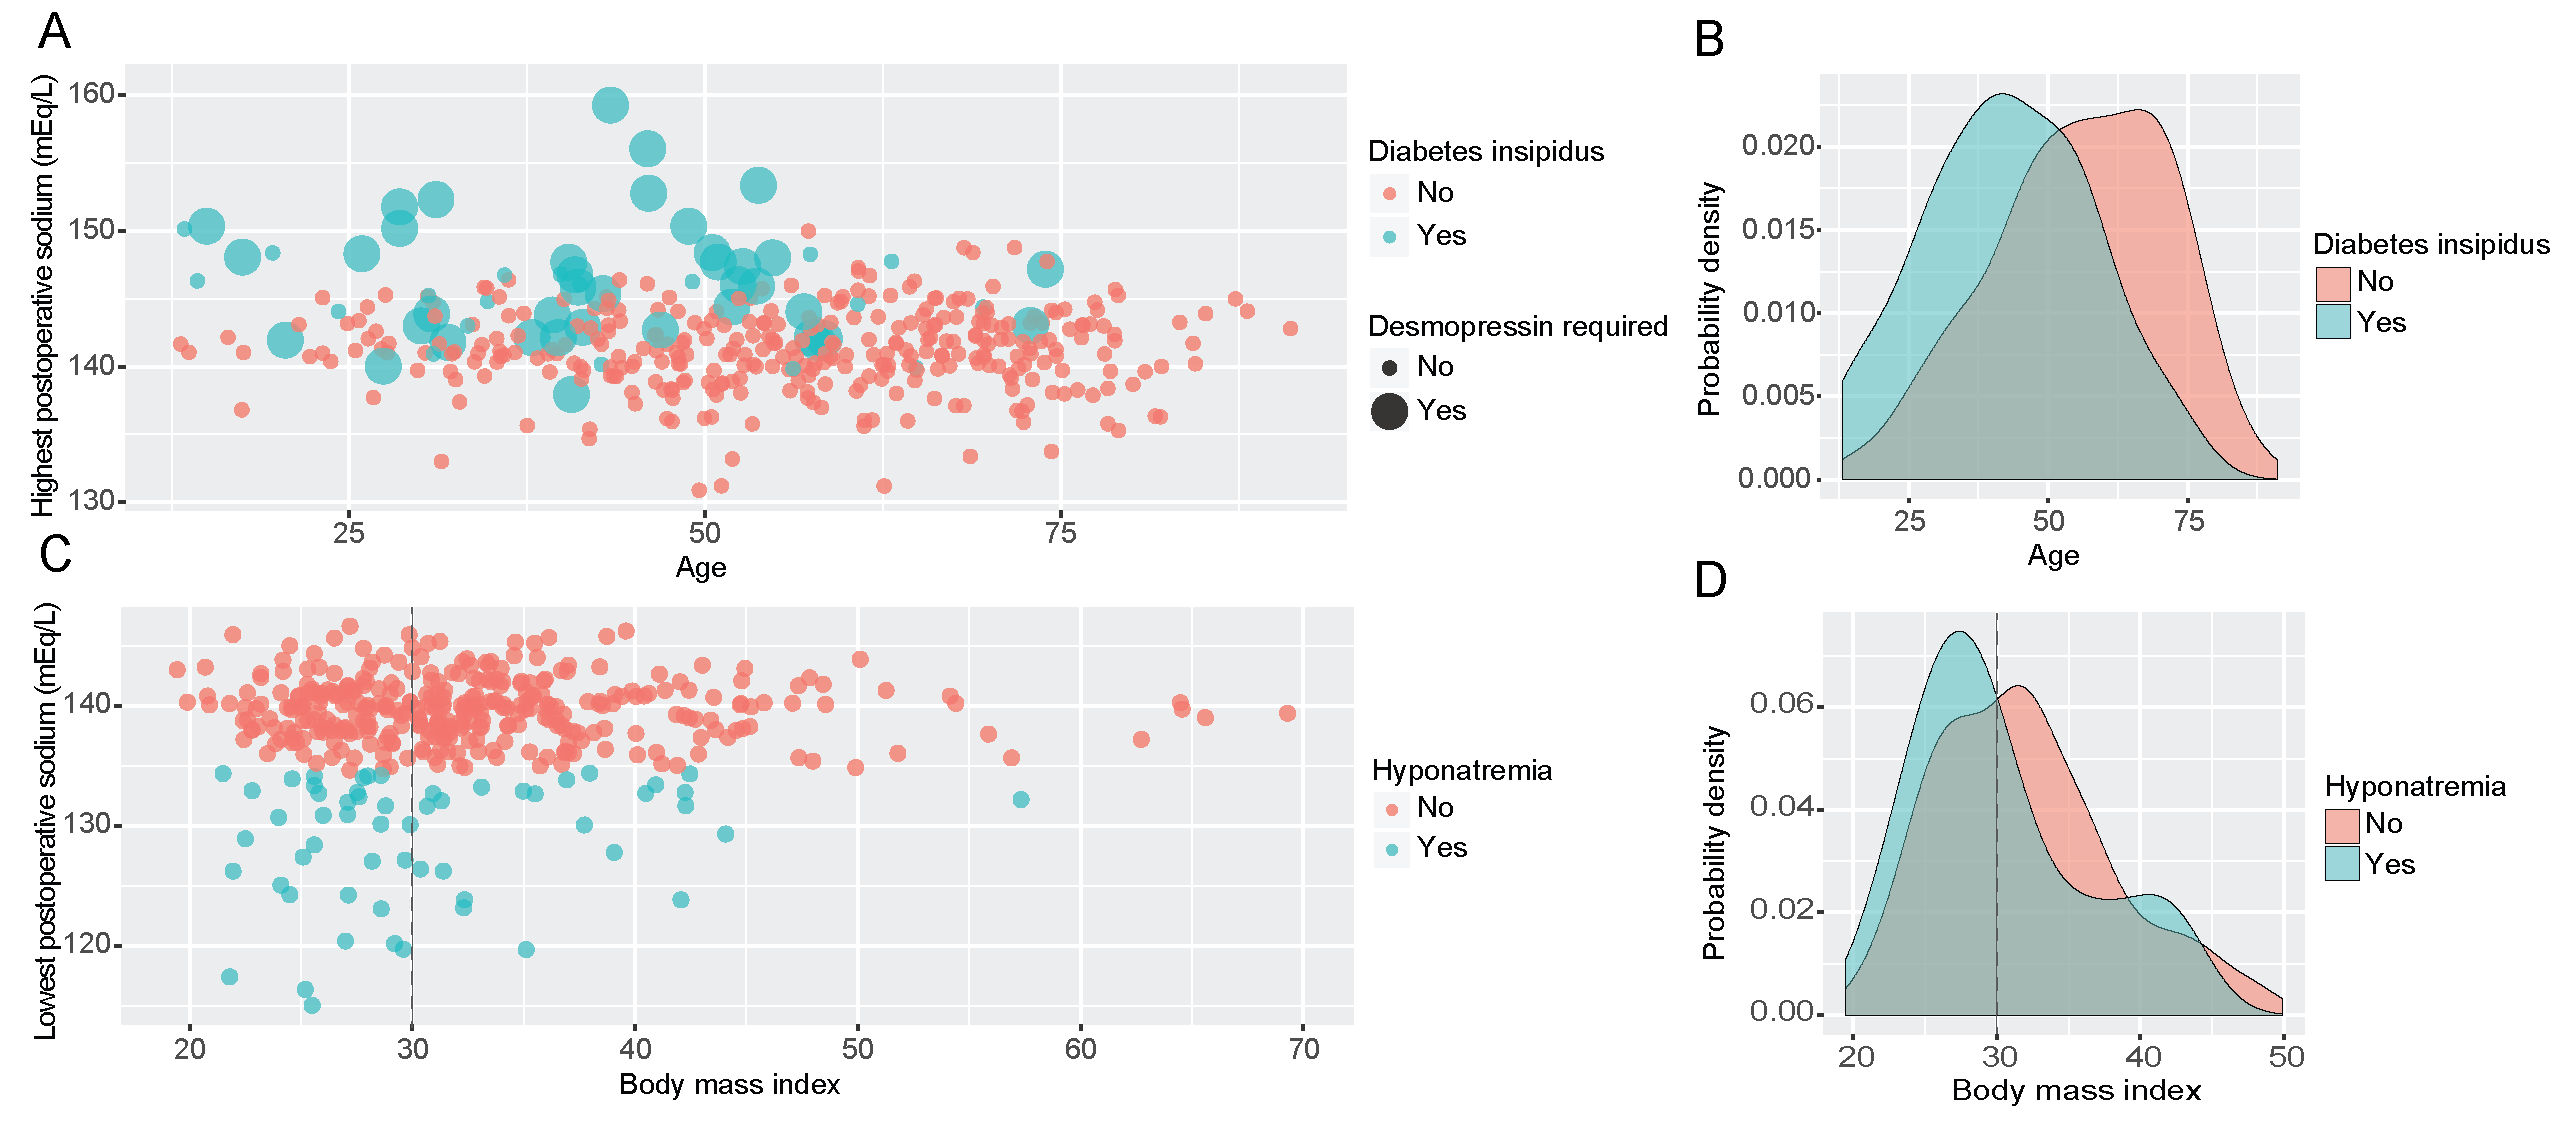 A
Highest postoperative sodium (mEq/L)
160
150
140
130
25 50 75
Age
Diabetes insipidus
No
Yes
Desmopressin required
No
Yes
B
Probability density
0.020
0.015
0.010
0.005
0.000
25 50 75
Age
Diabetes insipidus
No
Yes
C
Lowest postoperative sodium (mEq/L)
140
130
120
20 30 40 50 60 70
Body mass index
Hyponatremia
No
Yes
D
Probability density
0.06
0.04
0.02
0.00
20 30 40 50
Body mass index
Hyponatremia
No
Yes